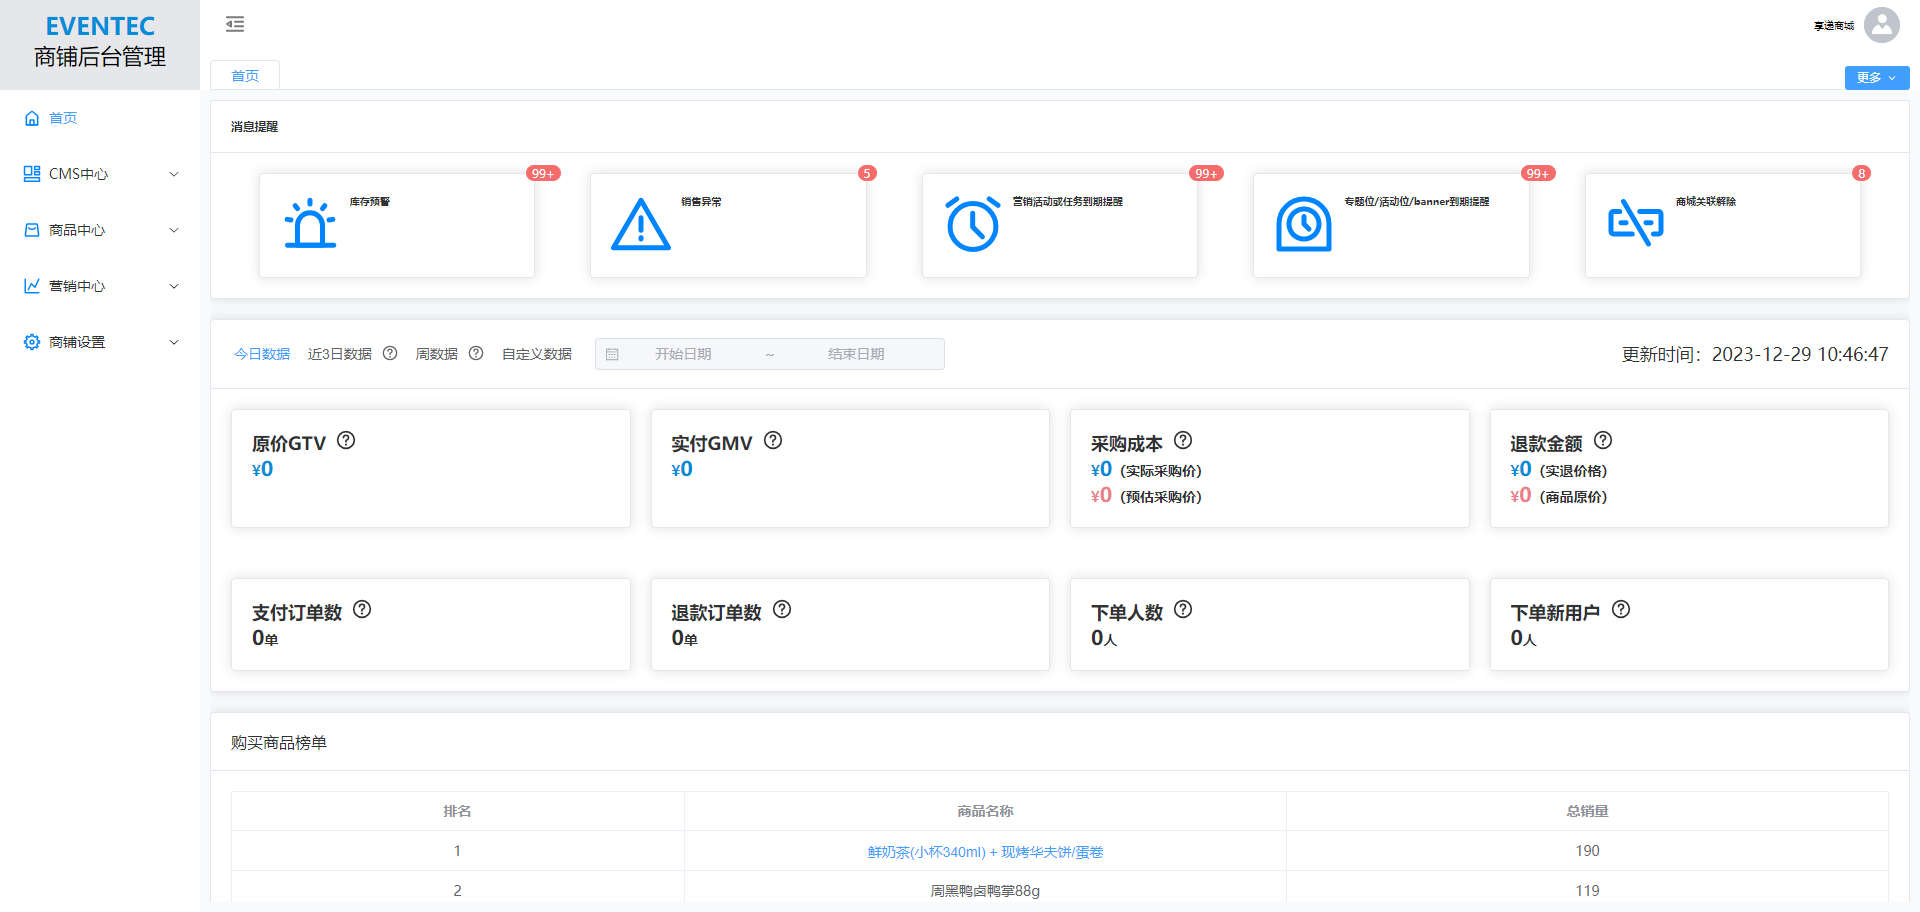 EVENTEC
商铺后台管理
享递商城
首页
更多
首页
CMS中心
商品中心
营销中心
商铺设置
消息提醒
99+
5
99+
99+
8
库存预警
销售异常
营销活动或任务到期提醒
专题位/活动位/banner到期提醒
商城关联解除
今日数据 近3日数据 周数据 自定义数据 开始日期 ~ 结束日期
更新时间：2023-12-29 10:46:47
原价GTV
¥0
实付GMV
¥0
采购成本
¥0 (实际采购价)
¥0 (预估采购价)
退款金额
¥0 (实退价格)
¥0 (商品原价)
支付订单数
0单
退款订单数
0单
下单人数
0人
下单新用户
0人
购买商品榜单
排名 商品名称 总销量
1 鲜奶茶(小杯340ml) + 现烤华夫饼/蛋卷 190
2 周黑鸭卤鸭掌88g 119